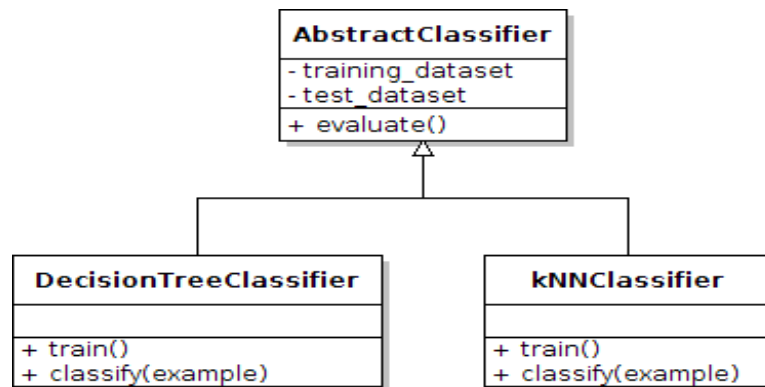 AbstractClassifier
- training_dataset
- test_dataset
+ evaluate()
DecisionTreeClassifier
+ train()
+ classify(example)
kNNClassifier
+ train()
+ classify(example)